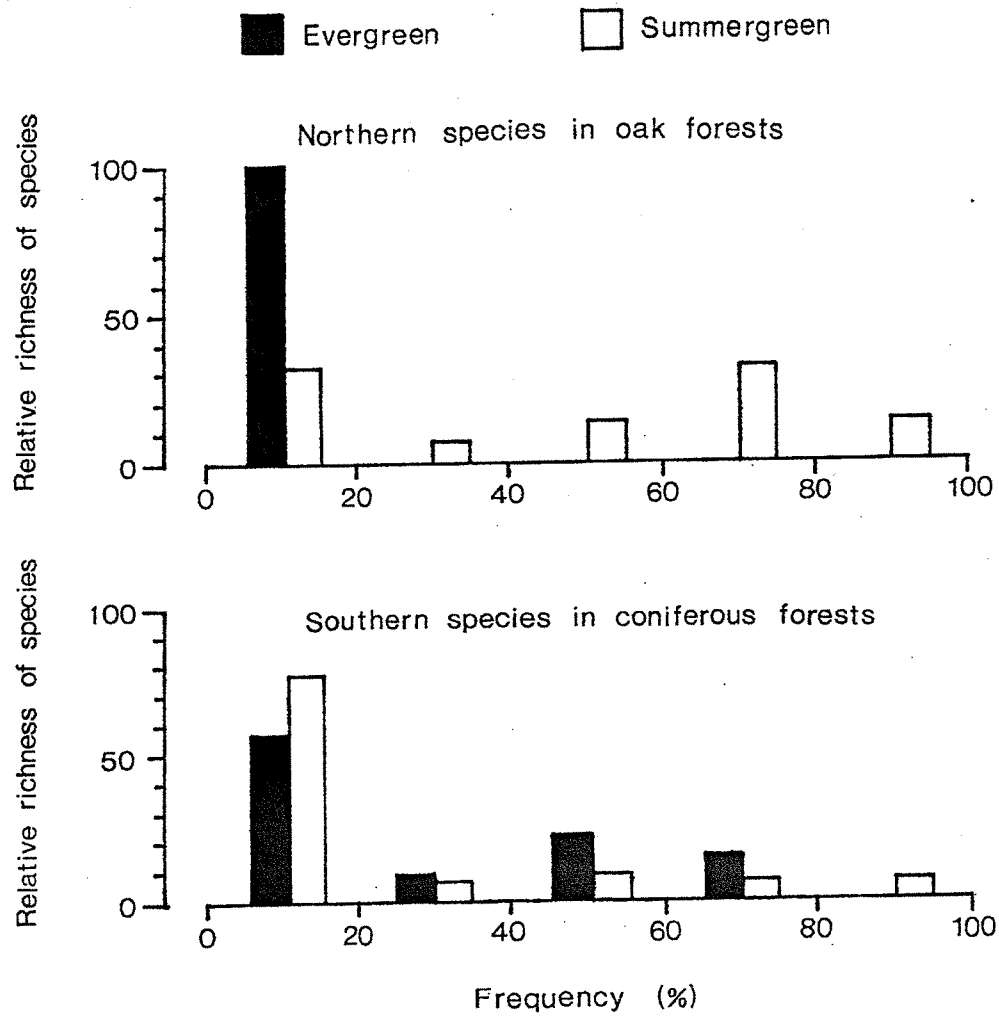 Evergreen
Summergreen
Northern species in oak forests
Relative richness of species
100
50
0
0 20 40 60 80 100
Southern species in coniferous forests
Relative richness of species
100
50
0
0 20 40 60 80 100
Frequency (%)